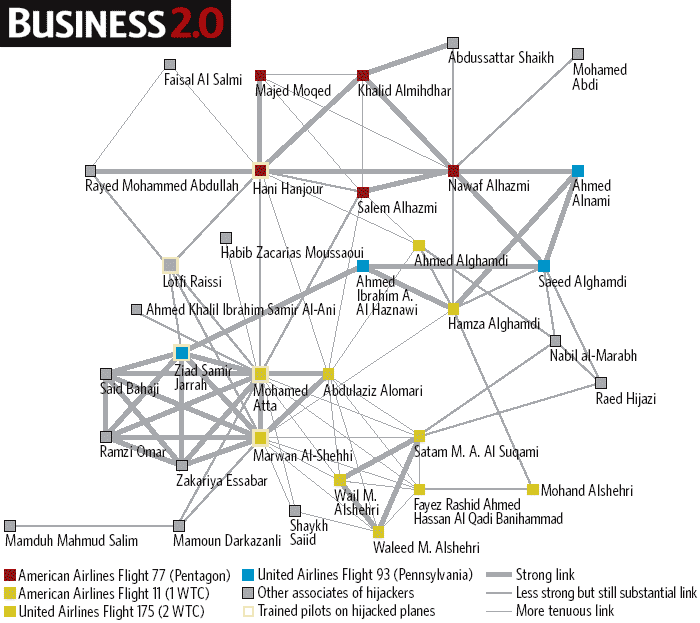 BUSINESS 2.0
Abdussattar Shaikh
Mohamed
Abdi
Faisal Al Salmi
Majed Moqed
Khalid Almihdhar
Rayed Mohammed Abdullah
Hani Hanjour
Nawaf Alhazmi
Ahmed
Alnami
Salem Alhazmi
Habib Zacarias Moussaoui
Ahmed Alghamdi
Lotfi Raissi
Ahmed
Ibrahim A.
Al Haznawi
Saeed Alghamdi
Ahmed Khalil Ibrahim Samir Al-Ani
Hamza Alghamdi
Nabil al-Marabh
Ziad Samir
Jarrah
Said Bahaji
Mohamed
Atta
Abdulaziz Alomari
Raed Hijazi
Ramzi Omar
Marwan Al-Shehhi
Satam M. A. Al Suqami
Zakariya Essabar
Wail M.
Alshehri
Fayez Rashid Ahmed
Hassan Al Qadi Banihammad
Mohand Alshehri
Shaykh
Saiid
Mamduh Mahmud Salim
Mamoun Darkazanli
Waleed M. Alshehri
American Airlines Flight 77 (Pentagon)
American Airlines Flight 11 (1 WTC)
United Airlines Flight 175 (2 WTC)
United Airlines Flight 93 (Pennsylvania)
Other associates of hijackers
Trained pilots on hijacked planes
Strong link
Less strong but still substantial link
More tenuous link